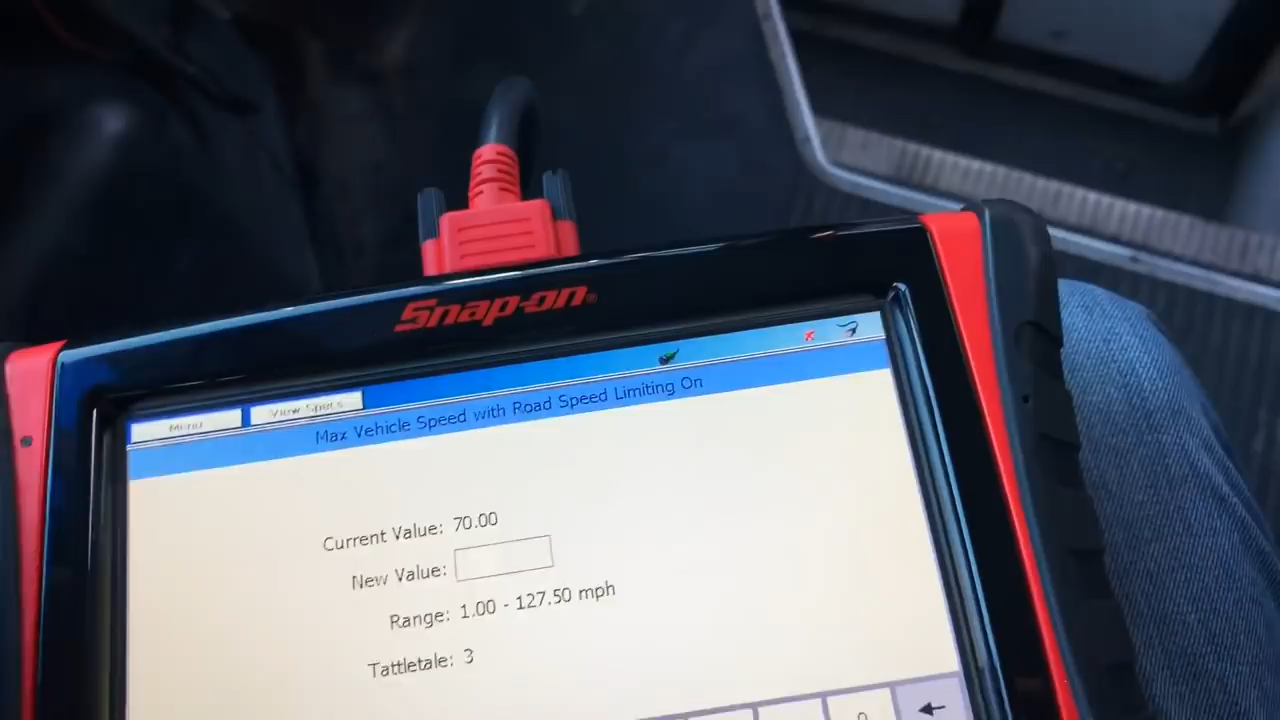 Snap-on®
Menu
View Specs
Max Vehicle Speed with Road Speed Limiting On
Current Value: 70.00
New Value:
Range: 1.00 - 127.50 mph
Tattletale: 3